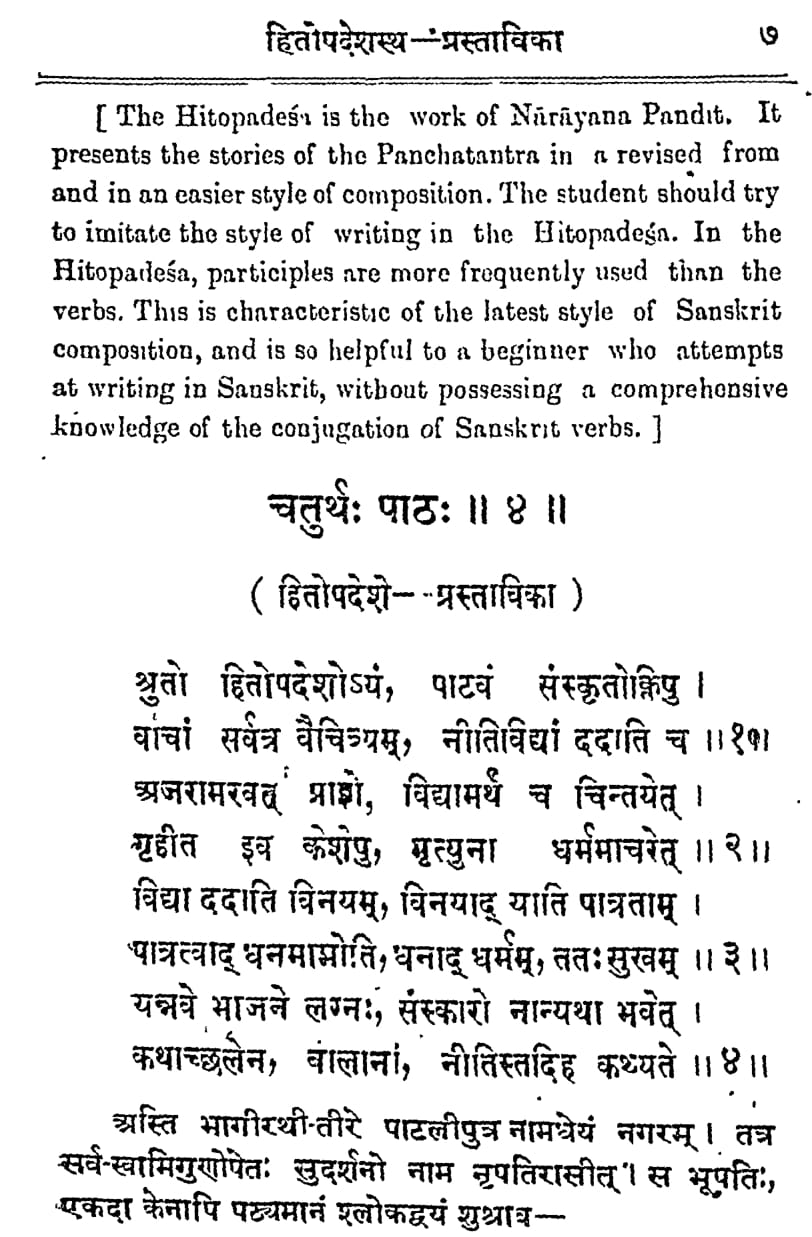 हितोपदेशस्थ—प्रस्ताविका ७
[ The Hitopadeśa is the work of Nārāyana Pandit. It
presents the stories of the Panchatantra in a revised from
and in an easier style of composition. The student should try
to imitate the style of writing in the Hitopadeśa. In the
Hitopadeśa, participles are more frequently used than the
verbs. This is characteristic of the latest style of Sanskrit
composition, and is so helpful to a beginner who attempts
at writing in Sanskrit, without possessing a comprehensive
knowledge of the conjugation of Sanskrit verbs. ]
चतुर्थः पाठः ॥ ४ ॥
( हितोपदेशे— प्रस्ताविका )
श्रुतो हितोपदेशोऽयं, पाटवं संस्कृतोक्तिषु ।
वाचां सर्वत्र वैचित्र्यम्, नीतिविद्यां ददाति च ॥१॥
अजरामरवत् प्राज्ञो, विद्यामर्थं च चिन्तयेत् ।
गृहीत इव केशेषु, मृत्युना धर्ममाचरेत् ॥ २ ॥
विद्या ददाति विनयम्, विनयाद् याति पात्रताम् ।
पात्रत्वाद् धनमाप्नोति, धनाद् धर्मम्, ततः सुखम् ॥ ३ ॥
यन्नवे भाजने लग्नः, संस्कारो नान्यथा भवेत् ।
कथाच्छलेन, बालानां, नीतिस्तदिह कथ्यते ॥ ४ ॥
अस्ति भागीरथी-तीरे पाटलीपुत्र नामधेयं नगरम् । तत्र
सर्व-स्वामिगुणोपेतः सुदर्शनो नाम नृपतिरासीत् । स भूपतिः,
एकदा केनापि पठ्यमानं श्लोकद्वयं शुश्राव—